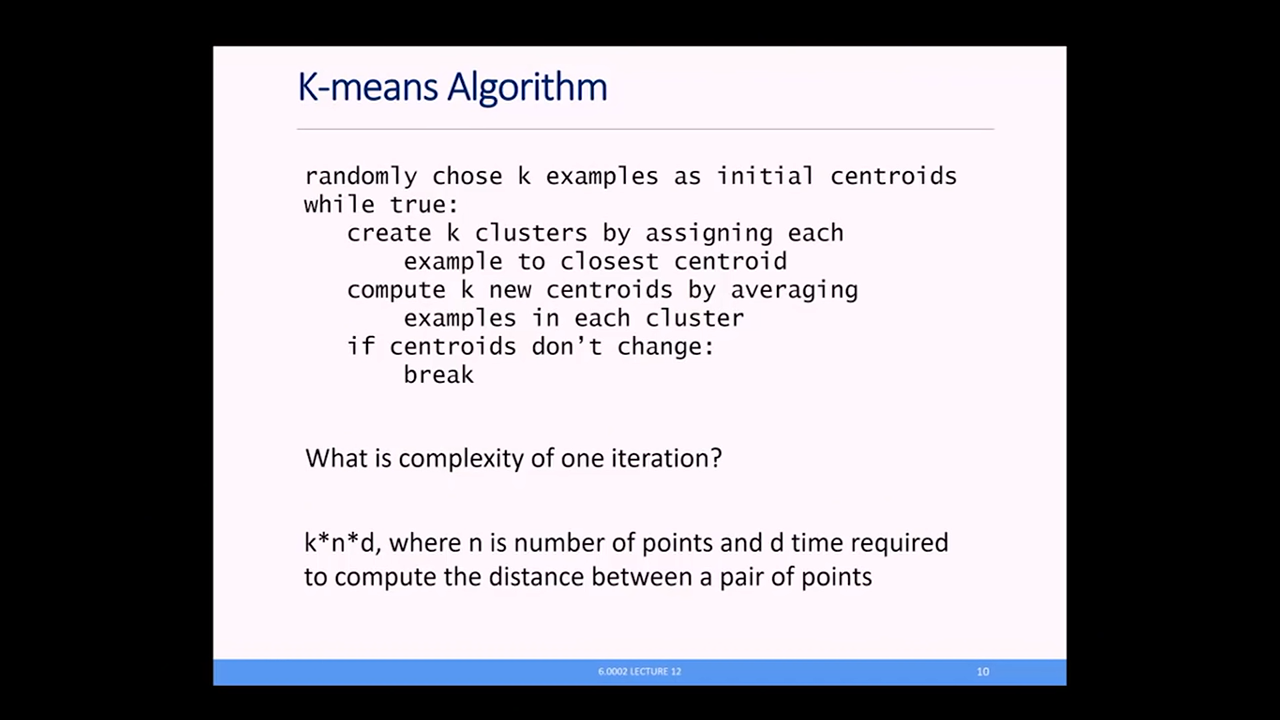 K-means Algorithm
randomly chose k examples as initial centroids
while true:
create k clusters by assigning each
example to closest centroid
compute k new centroids by averaging
examples in each cluster
if centroids don’t change:
break
What is complexity of one iteration?
k*n*d, where n is number of points and d time required
to compute the distance between a pair of points
6.0002 LECTURE 12
10